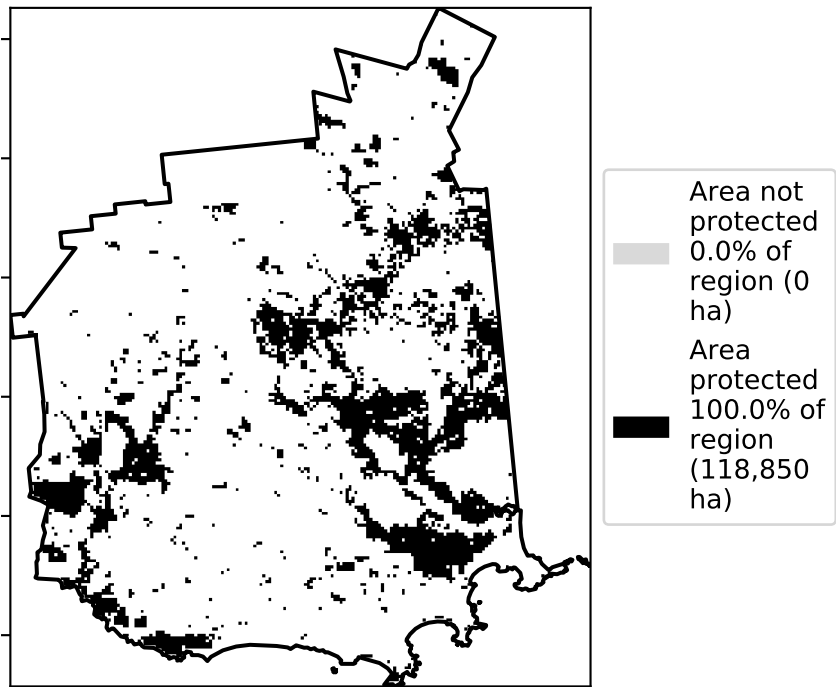 Area not
protected
0.0% of
region (0
ha)
Area
protected
100.0% of
region
(118,850
ha)